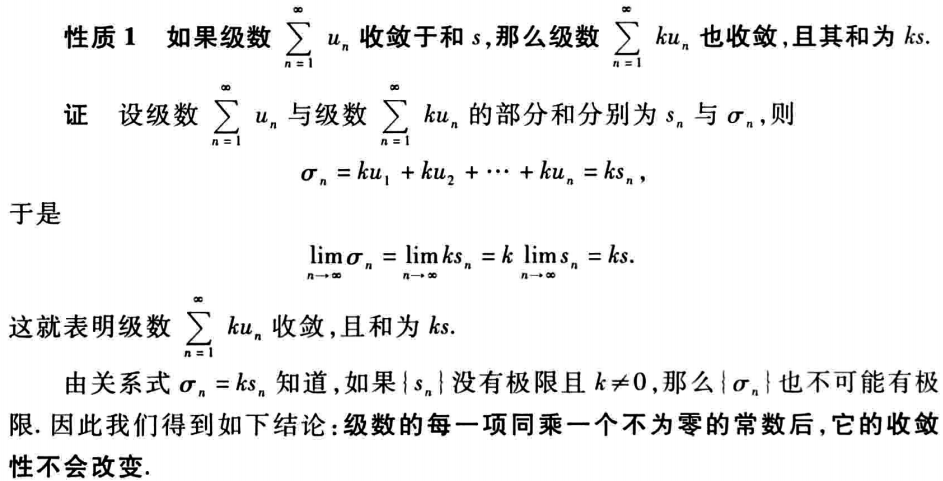 性质 1 如果级数 $\sum_{n=1}^{\infty} u_n$ 收敛于和 s,那么级数 $\sum_{n=1}^{\infty} ku_n$ 也收敛,且其和为 ks.
证 设级数 $\sum_{n=1}^{\infty} u_n$ 与级数 $\sum_{n=1}^{\infty} ku_n$ 的部分和分别为 $s_n$ 与 $\sigma_n$,则
$\sigma_n = ku_1 + ku_2 + \cdots + ku_n = ks_n,$
于是
$\lim_{n\to\infty} \sigma_n = \lim_{n\to\infty} ks_n = k \lim_{n\to\infty} s_n = ks.$
这就表明级数 $\sum_{n=1}^{\infty} ku_n$ 收敛,且和为 ks.
由关系式 $\sigma_n = ks_n$ 知道,如果{$s_n$}没有极限且 $k \neq 0$,那么{$\sigma_n$}也不可能有极
限. 因此我们得到如下结论:级数的每一项同乘一个不为零的常数后,它的收敛
性不会改变.